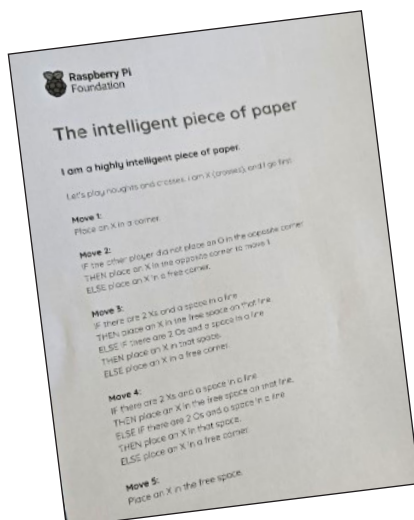 Raspberry Pi
Foundation
The intelligent piece of paper
I am a highly intelligent piece of paper.
Let's play noughts and crosses. I am X (crosses), and I go first.
Move 1:
Place an X in a corner.
Move 2:
IF the other player did not place an O in the opposite corner
THEN place an X in the opposite corner to move 1
ELSE place an X in a free corner.
Move 3:
IF there are 2 Xs and a space in a line
THEN place an X in the free space on that line
ELSE IF there are 2 Os and a space in a line
THEN place an X in that space.
ELSE place an X in a free corner.
Move 4:
IF there are 2 Xs and a space in a line
THEN place an X in the free space on that line.
ELSE IF there are 2 Os and a space in a line
THEN place an X in that space.
ELSE place an X in a free corner.
Move 5:
Place an X in the free space.